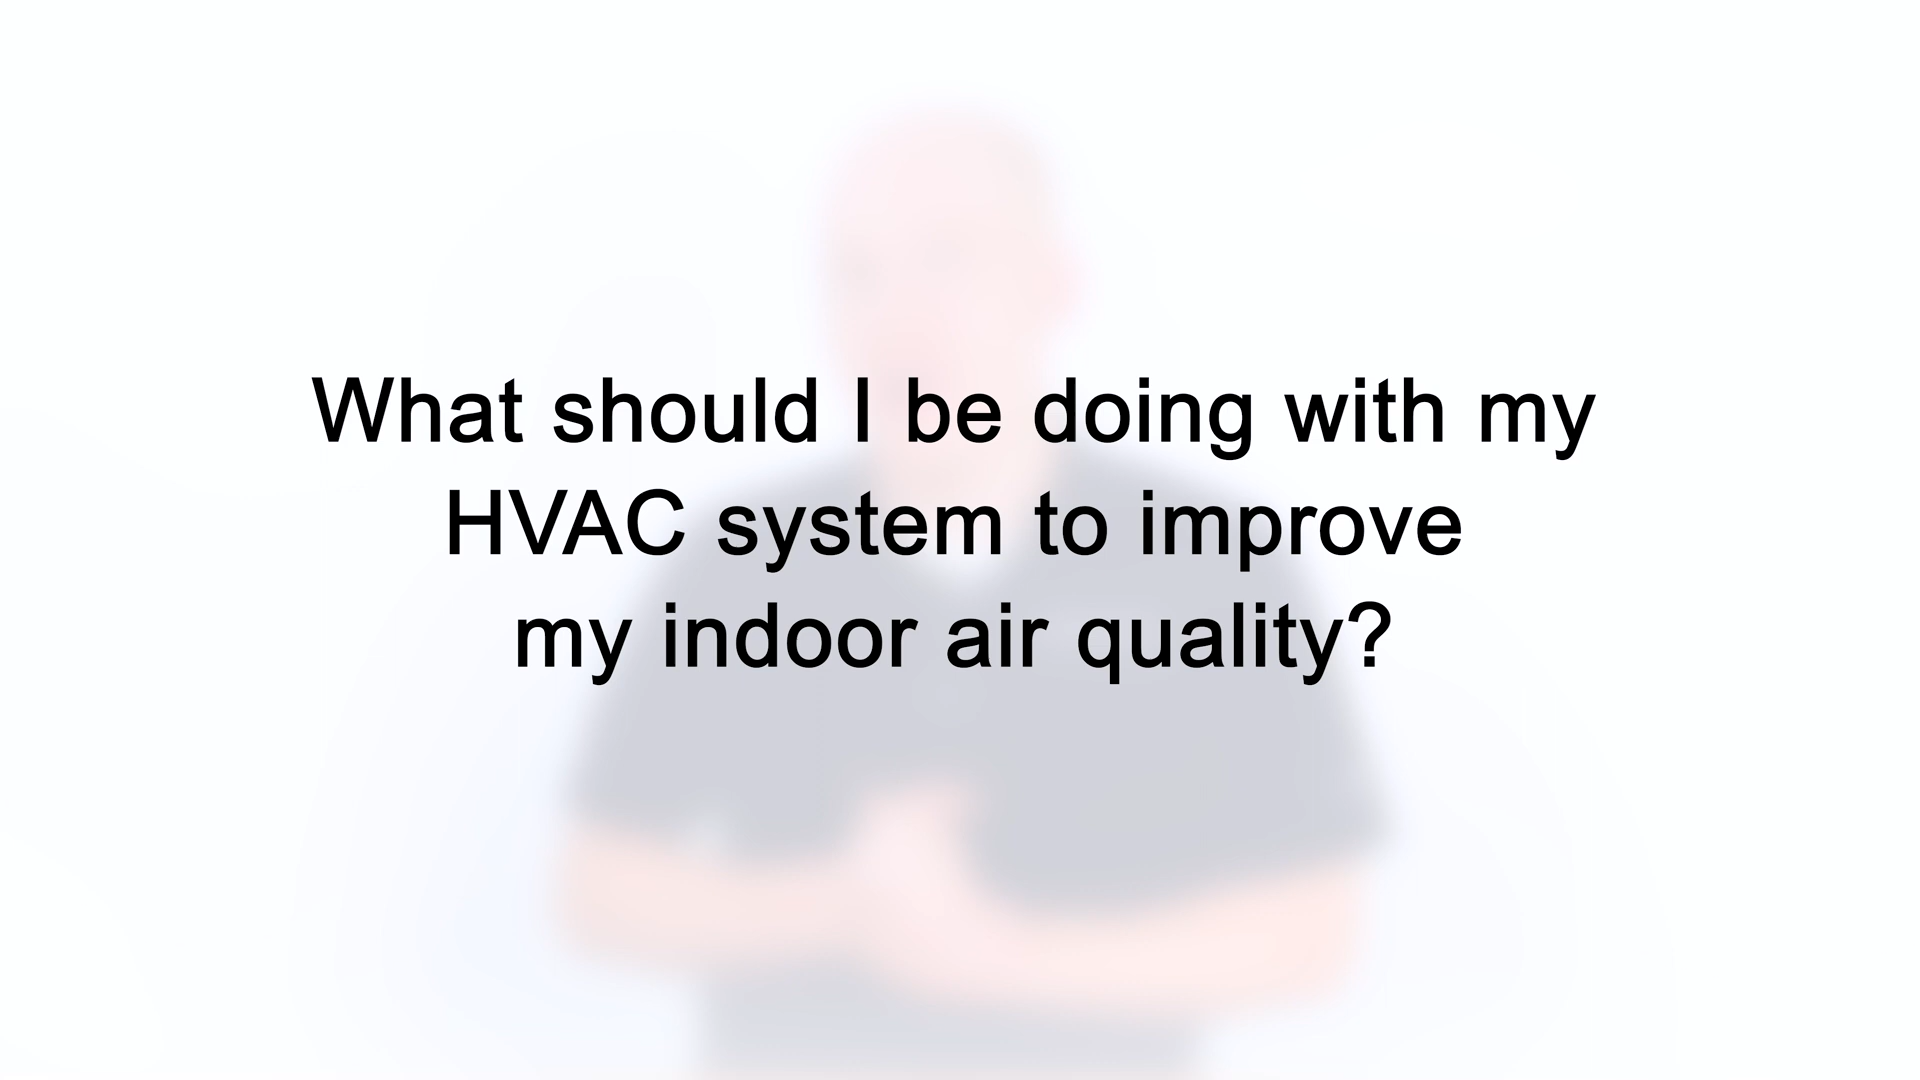 What should I be doing with my
HVAC system to improve
my indoor air quality?